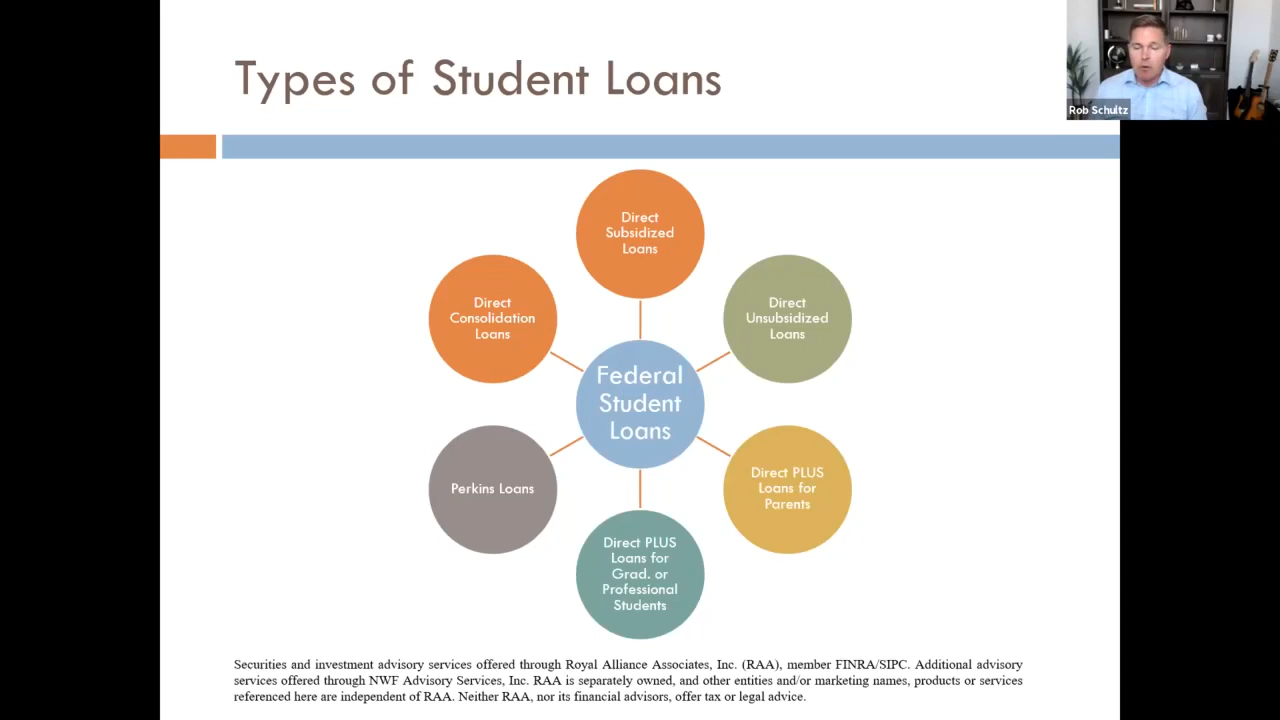 Types of Student Loans
Rob Schultz
Direct
Subsidized
Loans
Direct
Unsubsidized
Loans
Direct PLUS
Loans for
Parents
Direct PLUS
Loans for
Grad. or
Professional
Students
Perkins Loans
Direct
Consolidation
Loans
Federal
Student
Loans
Securities and investment advisory services offered through Royal Alliance Associates, Inc. (RAA), member FINRA/SIPC. Additional advisory
services offered through NWF Advisory Services, Inc. RAA is separately owned, and other entities and/or marketing names, products or services
referenced here are independent of RAA. Neither RAA, nor its financial advisors, offer tax or legal advice.